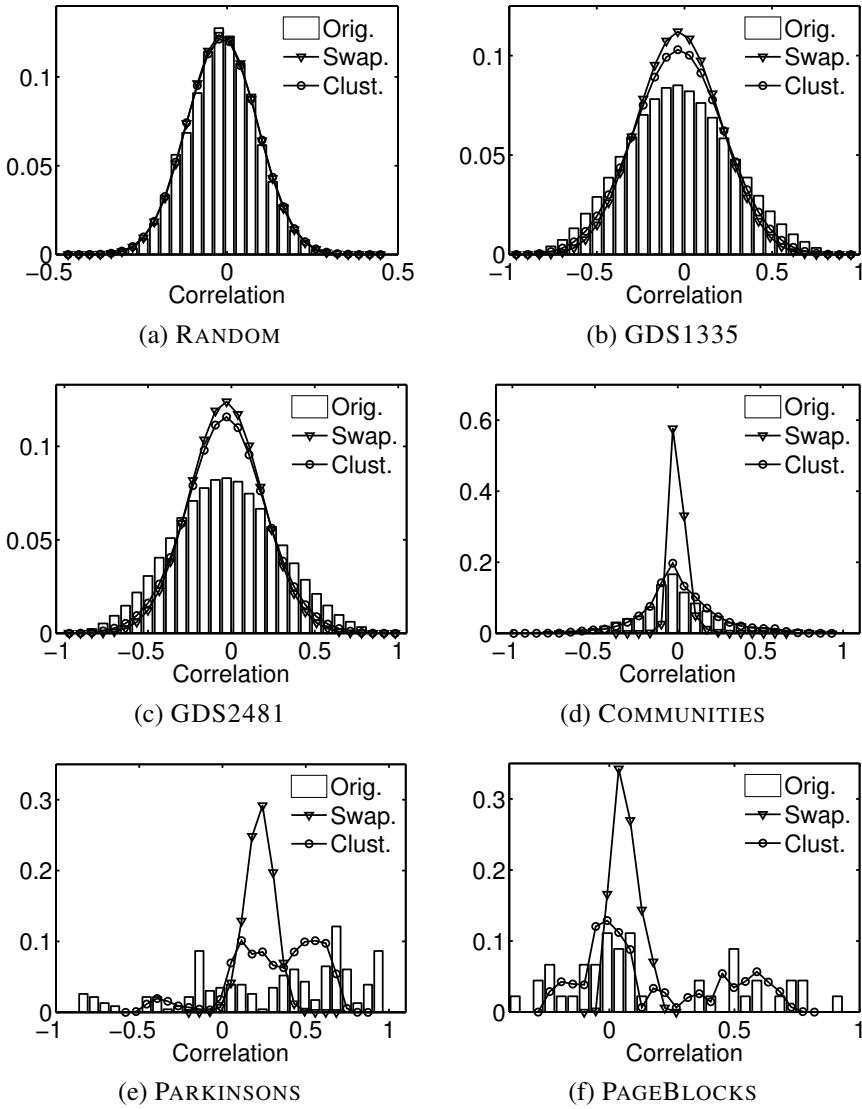 0.1
0.05
0
−0.5
0
0.5
Correlation
Orig.
Swap.
Clust.
(a) RANDOM
0.1
0.05
0
−1
−0.5
0
0.5
1
Correlation
Orig.
Swap.
Clust.
(b) GDS1335
0.1
0.05
0
−1
−0.5
0
0.5
1
Correlation
Orig.
Swap.
Clust.
(c) GDS2481
0.6
0.4
0.2
0
−1
−0.5
0
0.5
1
Correlation
Orig.
Swap.
Clust.
(d) COMMUNITIES
0.3
0.2
0.1
0
−1
−0.5
0
0.5
1
Correlation
Orig.
Swap.
Clust.
(e) PARKINSONS
0.3
0.2
0.1
0
0
0.5
1
Correlation
Orig.
Swap.
Clust.
(f) PAGEBLOCKS